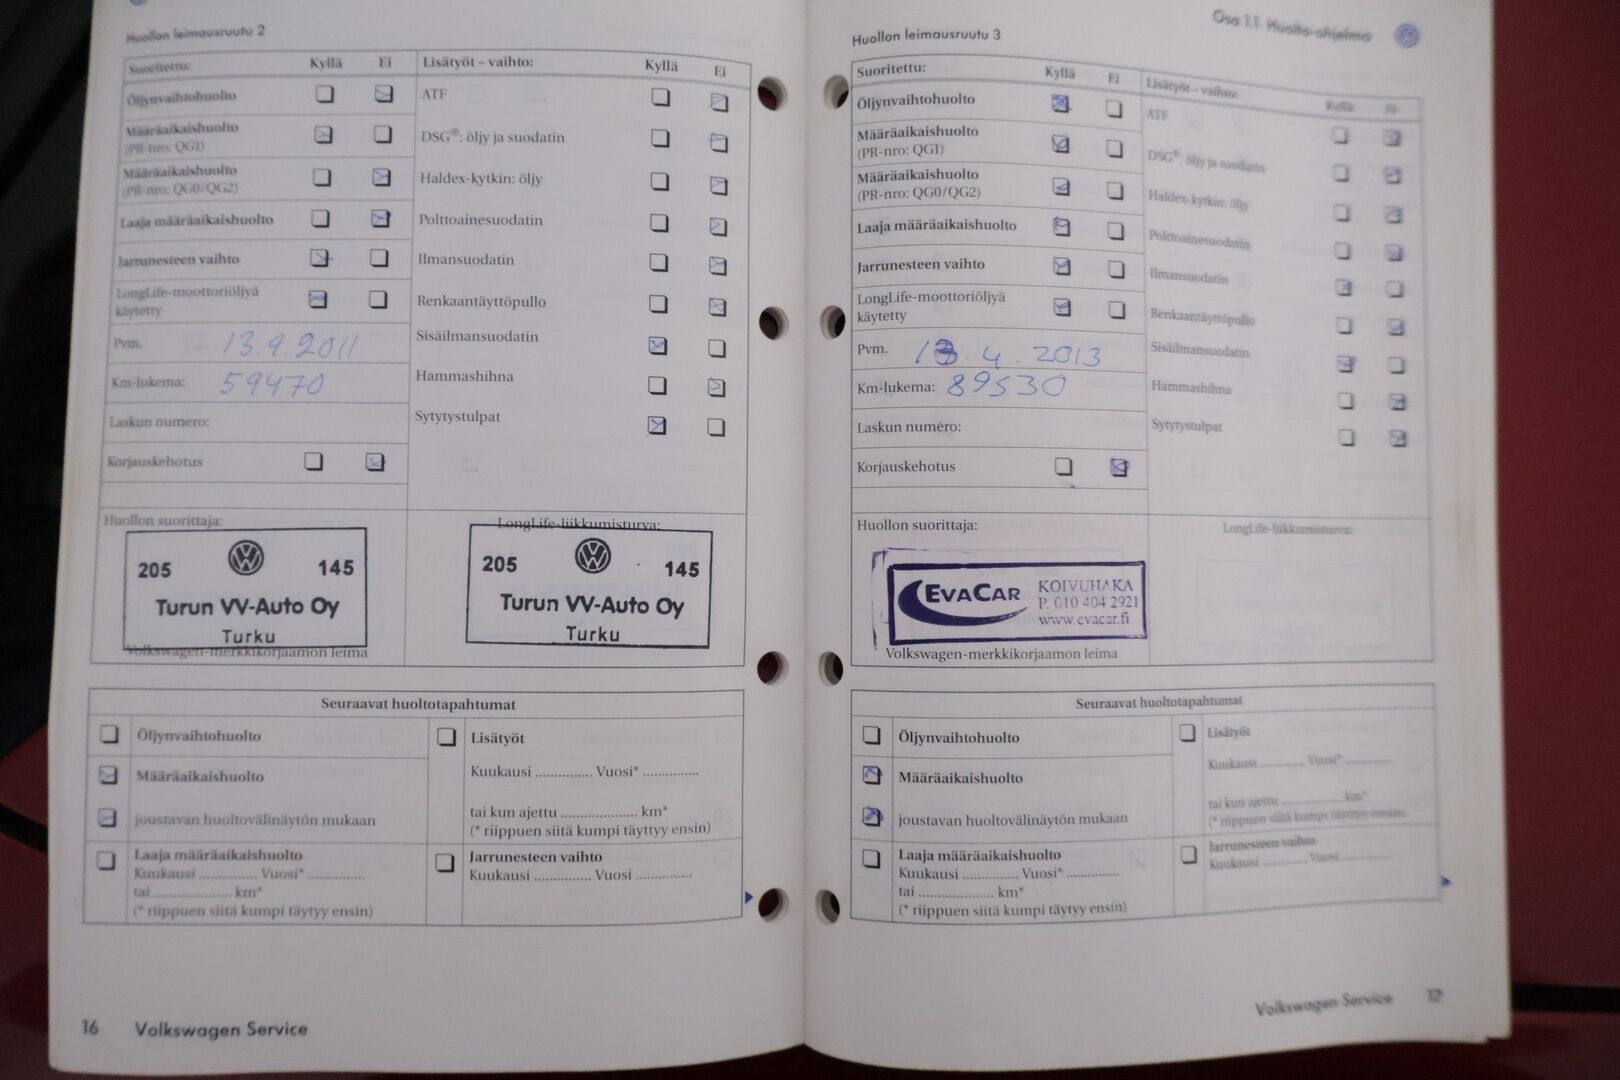 Huollon leimausruutu 2
Suoritettu: Kyllä Ei
Öljynvaihtohuolto
Määräaikaishuolto
(PR-nro: QG1)
Määräaikaishuolto
(PR-nro: QG0/QG2)
Laaja määräaikaishuolto
Jarrunesteen vaihto
LongLife-moottoriöljyä
käytetty
Pvm. 13.9.2011
Km-lukema: 59470
Laskun numero:
Korjauskehotus
Lisätyöt – vaihto: Kyllä Ei
ATF
DSG®: öljy ja suodatin
Haldex-kytkin: öljy
Polttoainesuodatin
Ilmansuodatin
Renkaantäyttöpullo
Sisäilmansuodatin
Hammashihna
Sytytystulpat
Huollon suorittaja:
205 145
Turun VV-Auto Oy
Turku
Volkswagen-merkkikorjaamon leima
LongLife-liikkumisturva:
205 145
Turun VV-Auto Oy
Turku
Seuraavat huoltotapahtumat
Öljynvaihtohuolto
Määräaikaishuolto
joustavan huoltovälinäytön mukaan
Laaja määräaikaishuolto
Kuukausi .............. Vuosi* ..............
tai .................... km*
(* riippuen siitä kumpi täytyy ensin)
Lisätyöt
Kuukausi .............. Vuosi* ..............
tai kun ajettu ................... km*
(* riippuen siitä kumpi täyttyy ensin)
Jarrunesteen vaihto
Kuukausi .............. Vuosi ..............
16 Volkswagen Service
Osa 1.1 Huolto-ohjelma
Huollon leimausruutu 3
Suoritettu: Kyllä Ei
Öljynvaihtohuolto
Määräaikaishuolto
(PR-nro: QG1)
Määräaikaishuolto
(PR-nro: QG0/QG2)
Laaja määräaikaishuolto
Jarrunesteen vaihto
LongLife-moottoriöljyä
käytetty
Pvm. 4.2013
Km-lukema: 89530
Laskun numero:
Korjauskehotus
Lisätyöt – vaihto: Kyllä Ei
ATF
DSG®: öljy ja suodatin
Haldex-kytkin: öljy
Polttoainesuodatin
Ilmansuodatin
Renkaantäyttöpullo
Sisäilmansuodatin
Hammashihna
Sytytystulpat
Huollon suorittaja:
EVACAR KOIVUHAKA
P. 010 404 2921
www.evacar.fi
Volkswagen-merkkikorjaamon leima
LongLife-liikkumisturva:
Seuraavat huoltotapahtumat
Öljynvaihtohuolto
Määräaikaishuolto
joustavan huoltovälinäytön mukaan
Laaja määräaikaishuolto
Kuukausi .............. Vuosi* ..............
tai .................... km*
(* riippuen siitä kumpi täytyy ensin)
Lisätyöt
Kuukausi ............ Vuosi* ..............
tai kun ajettu ................... km*
(* riippuen siitä kumpi täyttyy ensin)
Jarrunesteen vaihto
Kuukausi ............ Vuosi ..............
Volkswagen Service 17